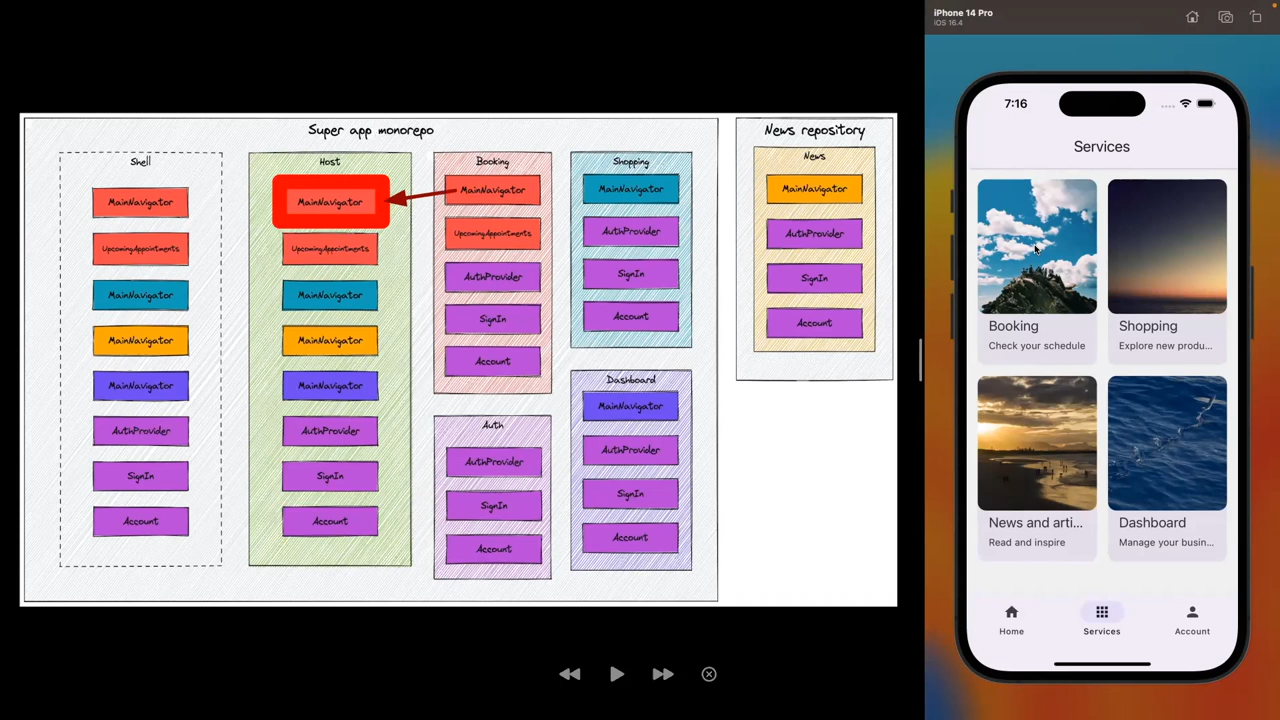 Super app monorepo
Shell
MainNavigator
UpcomingAppointments
MainNavigator
MainNavigator
MainNavigator
AuthProvider
SignIn
Account
Host
MainNavigator
UpcomingAppointments
MainNavigator
MainNavigator
MainNavigator
AuthProvider
SignIn
Account
Booking
MainNavigator
UpcomingAppointments
AuthProvider
SignIn
Account
Auth
AuthProvider
SignIn
Account
Shopping
MainNavigator
AuthProvider
SignIn
Account
Dashboard
MainNavigator
AuthProvider
SignIn
Account
News repository
News
MainNavigator
AuthProvider
SignIn
Account
iPhone 14 Pro
iOS 16.4
7:16
Services
Booking
Check your schedule
Shopping
Explore new produ...
News and arti...
Read and inspire
Dashboard
Manage your busin...
Home
Services
Account